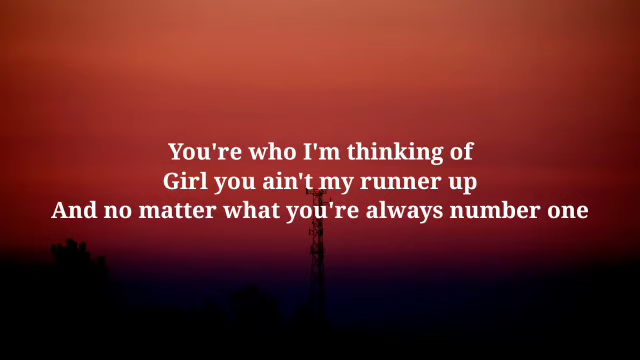 You're who I'm thinking of
Girl you ain't my runner up
And no matter what you're always number one